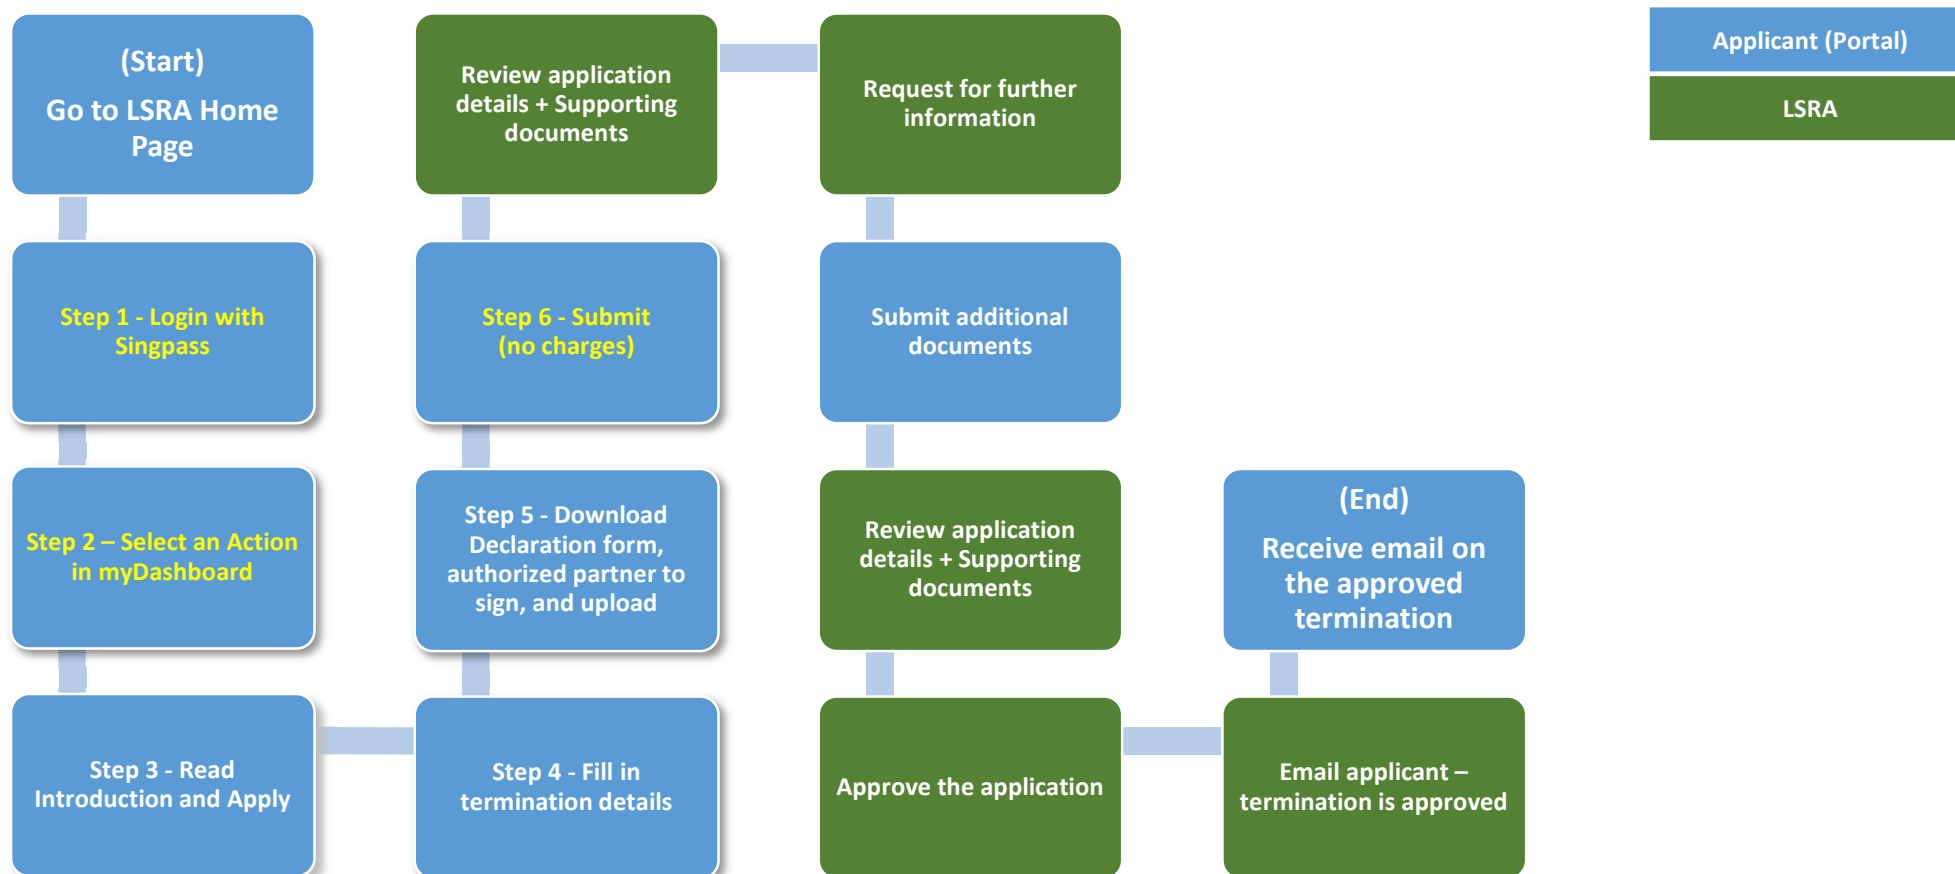 (Start)
Go to LSRA Home
Page
Step 1 - Login with
Singpass
Step 2 – Select an Action
in myDashboard
Step 3 - Read
Introduction and Apply
Step 4 - Fill in
termination details
Step 5 - Download
Declaration form,
authorized partner to
sign, and upload
Step 6 - Submit
(no charges)
Review application
details + Supporting
documents
Request for further
information
Submit additional
documents
Review application
details + Supporting
documents
Approve the application
Email applicant –
termination is approved
(End)
Receive email on
the approved
termination
Applicant (Portal)
LSRA